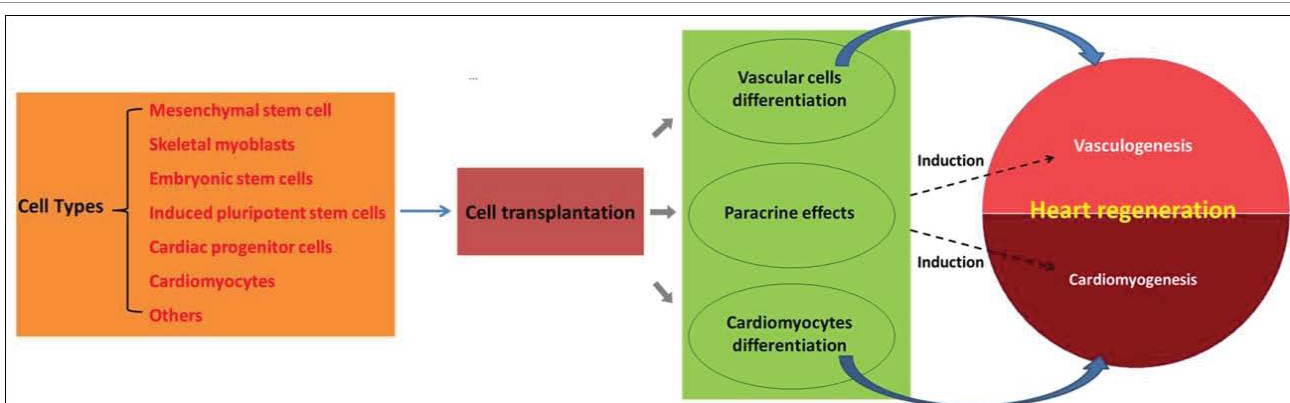 Cell Types
Mesenchymal stem cell
Skeletal myoblasts
Embryonic stem cells
Induced pluripotent stem cells
Cardiac progenitor cells
Cardiomyocytes
Others
...
Cell transplantation
Vascular cells
differentiation
Paracrine effects
Cardiomyocytes
differentiation
Induction
Induction
Vasculogenesis
Heart regeneration
Cardiomyogenesis